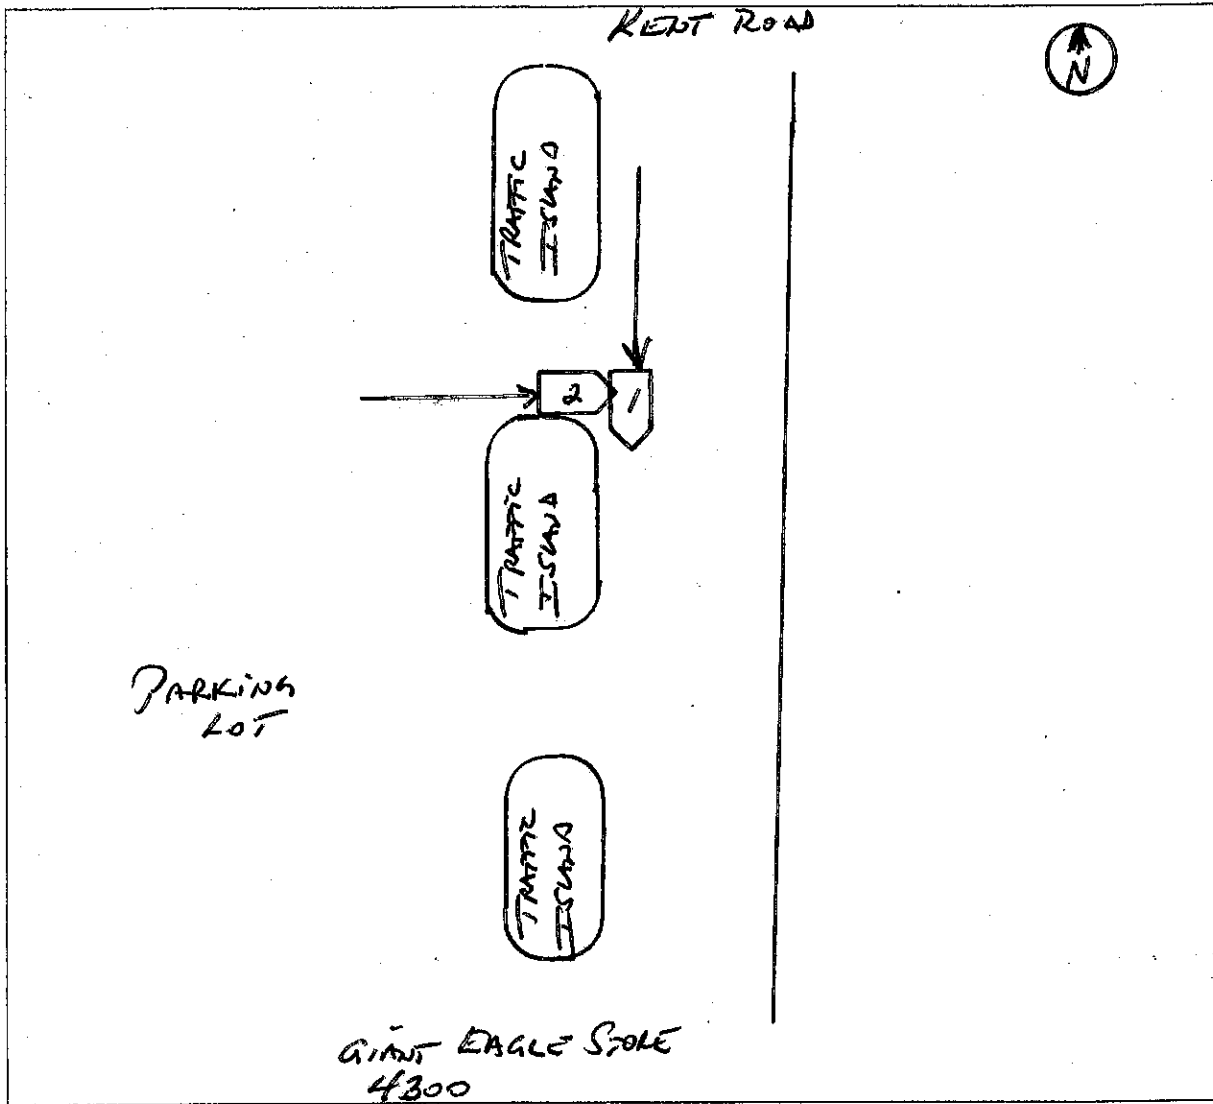 KENT ROAD
N
TRAFFIC
ISLAND
2
1
TRAFFIC
ISLAND
PARKING
LOT
TRAFFIC
ISLAND
GIANT EAGLE STORE
4300